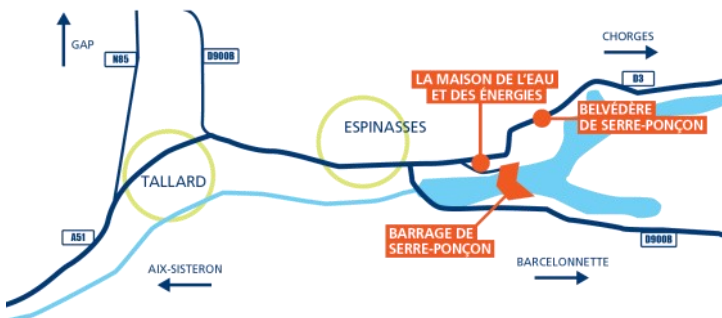 GAP
N85
D900B
CHORGES
D3
LA MAISON DE L'EAU
ET DES ÉNERGIES
BELVÉDÈRE
DE SERRE-PONÇON
ESPINASSES
TALLARD
BARRAGE DE
SERRE-PONÇON
A51
D900B
AIX-SISTERON
BARCELONNETTE